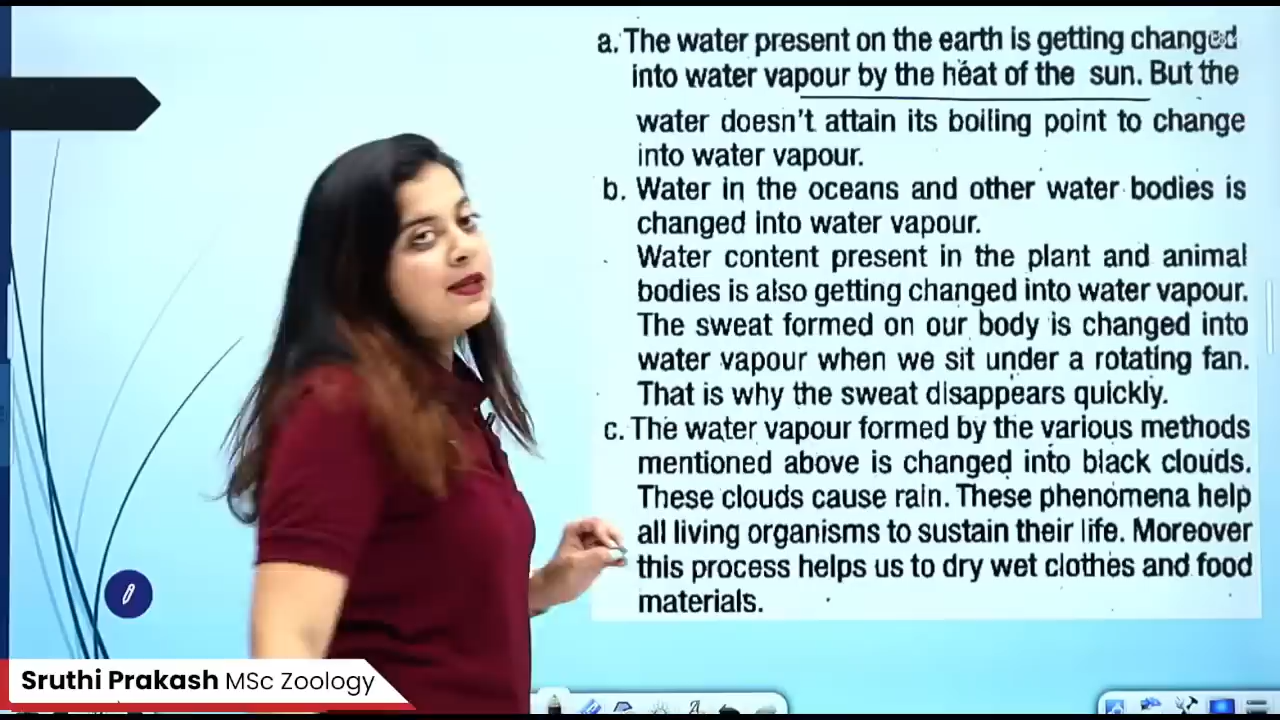 a. The water present on the earth is getting changed
into water vapour by the heat of the sun. But the
water doesn't attain its boiling point to change
into water vapour.
b. Water in the oceans and other water bodies is
changed into water vapour.
Water content present in the plant and animal
bodies is also getting changed into water vapour.
The sweat formed on our body is changed into
water vapour when we sit under a rotating fan.
That is why the sweat disappears quickly.
c. The water vapour formed by the various methods
mentioned above is changed into black clouds.
These clouds cause rain. These phenomena help
all living organisms to sustain their life. Moreover
this process helps us to dry wet clothes and food
materials.
Sruthi Prakash MSc Zoology